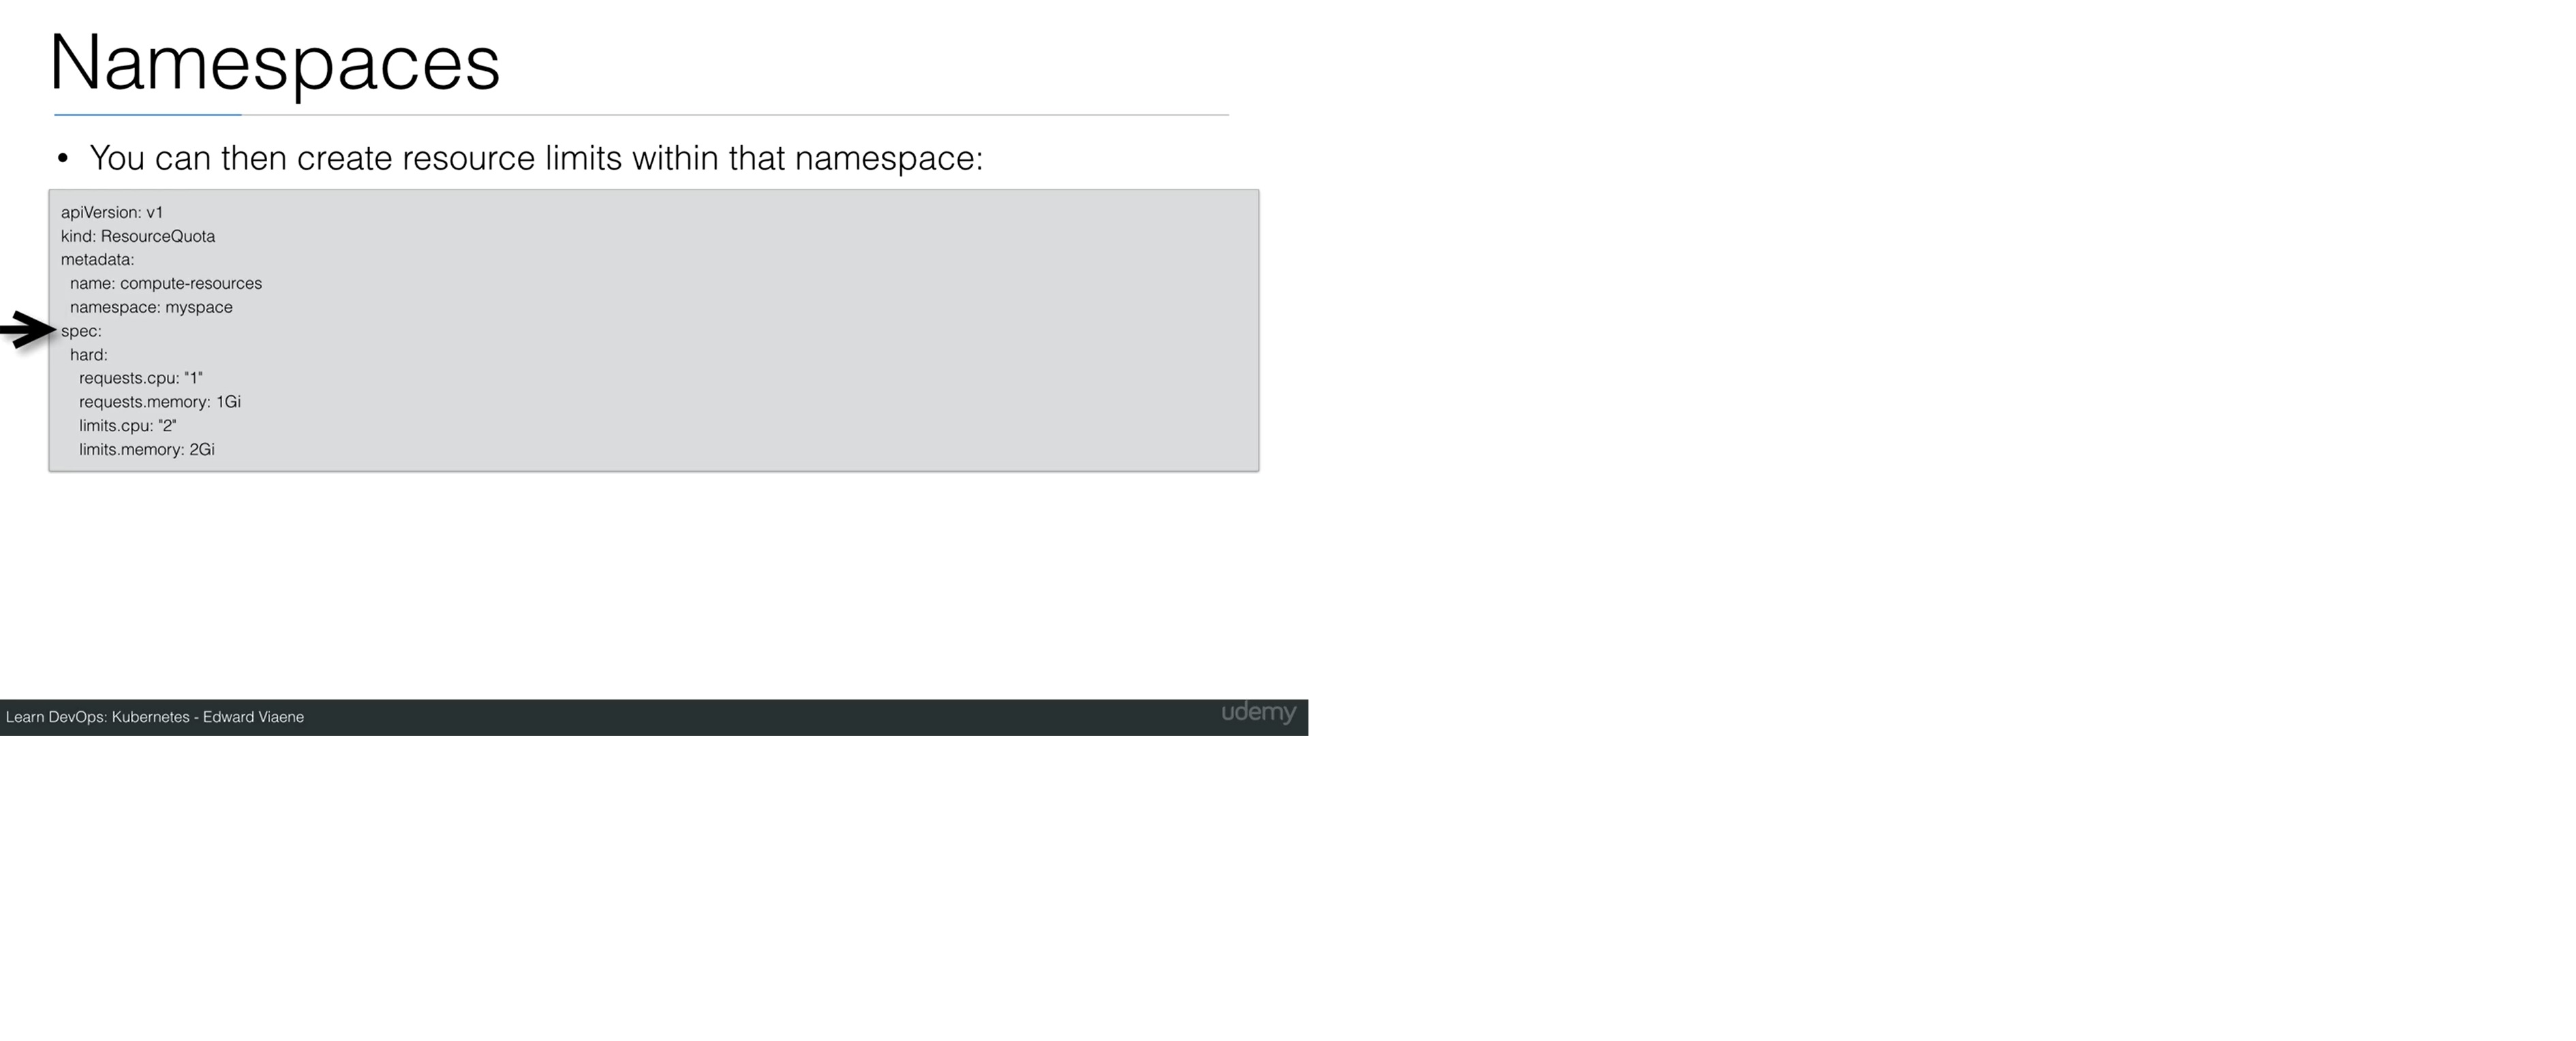 Namespaces
• You can then create resource limits within that namespace:
apiVersion: v1
kind: ResourceQuota
metadata:
  name: compute-resources
  namespace: myspace
spec:
  hard:
    requests.cpu: "1"
    requests.memory: 1Gi
    limits.cpu: "2"
    limits.memory: 2Gi
Learn DevOps: Kubernetes - Edward Viaene
udemy